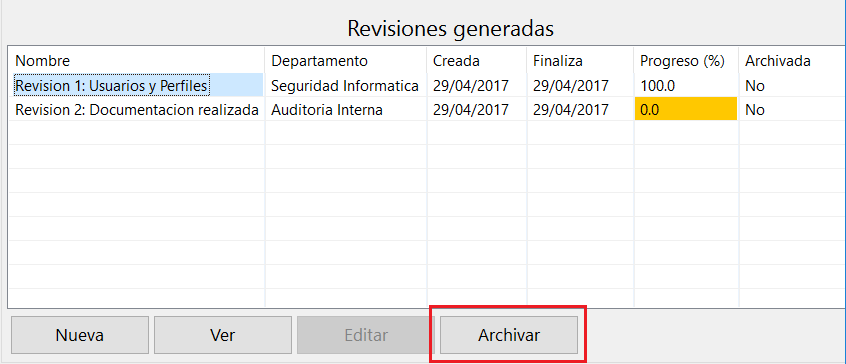 Revisiones generadas
Nombre Departamento Creada Finaliza Progreso (%) Archivada
Revision 1: Usuarios y Perfiles Seguridad Informatica 29/04/2017 29/04/2017 100.0 No
Revision 2: Documentacion realizada Auditoria Interna 29/04/2017 29/04/2017 0.0 No
Nueva Ver Editar Archivar